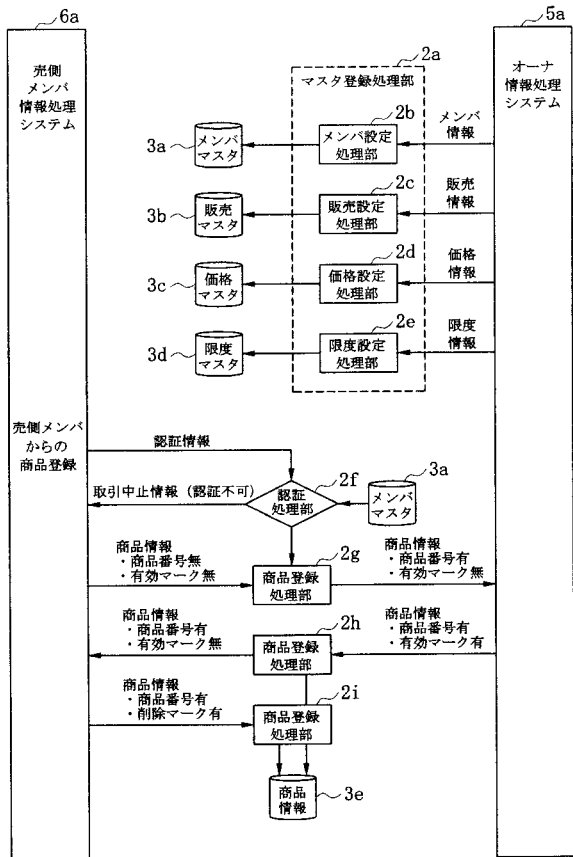 6a
5a
売側
メンバ
情報処理
システム
オーナ
情報処理
システム
2a
マスタ登録処理部
3a
メンバ
マスタ
2b
メンバ設定
処理部
メンバ
情報
3b
販売
マスタ
2c
販売設定
処理部
販売
情報
3c
価格
マスタ
2d
価格設定
処理部
価格
情報
3d
限度
マスタ
2e
限度設定
処理部
限度
情報
売側メンバ
からの
商品登録
認証情報
取引中止情報（認証不可）
2f
認証
処理部
3a
メンバ
マスタ
商品情報
・商品番号無
・有効マーク無
2g
商品登録
処理部
商品情報
・商品番号有
・有効マーク無
商品情報
・商品番号有
・有効マーク無
2h
商品登録
処理部
商品情報
・商品番号有
・有効マーク有
商品情報
・商品番号有
・削除マーク有
2i
商品登録
処理部
商品
情報
3e